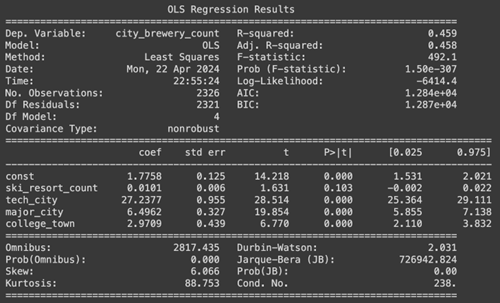 OLS Regression Results
==============================================================================
Dep. Variable: city_brewery_count R-squared: 0.459
Model: OLS Adj. R-squared: 0.458
Method: Least Squares F-statistic: 492.1
Date: Mon, 22 Apr 2024 Prob (F-statistic): 1.50e-307
Time: 22:55:24 Log-Likelihood: -6414.4
No. Observations: 2326 AIC: 1.284e+04
Df Residuals: 2321 BIC: 1.287e+04
Df Model: 4
Covariance Type: nonrobust
==============================================================================
coef std err t P>|t| [0.025 0.975]
------------------------------------------------------------------------------
const 1.7758 0.125 14.218 0.000 1.531 2.021
ski_resort_count 0.0101 0.006 1.631 0.103 -0.002 0.022
tech_city 27.2377 0.955 28.514 0.000 25.364 29.111
major_city 6.4962 0.327 19.854 0.000 5.855 7.138
college_town 2.9709 0.439 6.770 0.000 2.110 3.832
==============================================================================
Omnibus: 2817.435 Durbin-Watson: 2.031
Prob(Omnibus): 0.000 Jarque-Bera (JB): 726942.824
Skew: 6.066 Prob(JB): 0.00
Kurtosis: 88.753 Cond. No. 238.
==============================================================================